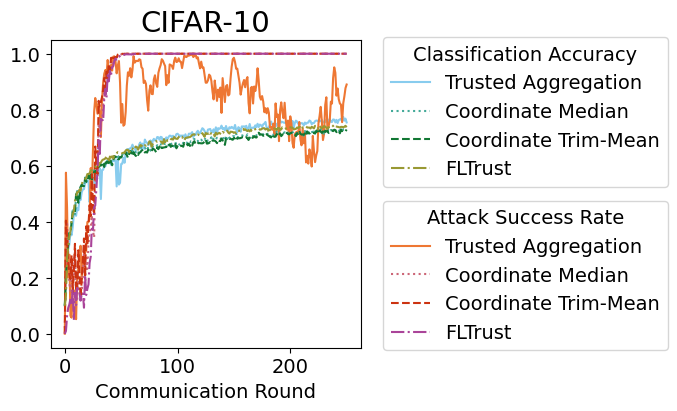 CIFAR-10
1.0
0.8
0.6
0.4
0.2
0.0
0
100
200
Communication Round
Classification Accuracy
Trusted Aggregation
Coordinate Median
Coordinate Trim-Mean
FLTrust
Attack Success Rate
Trusted Aggregation
Coordinate Median
Coordinate Trim-Mean
FLTrust